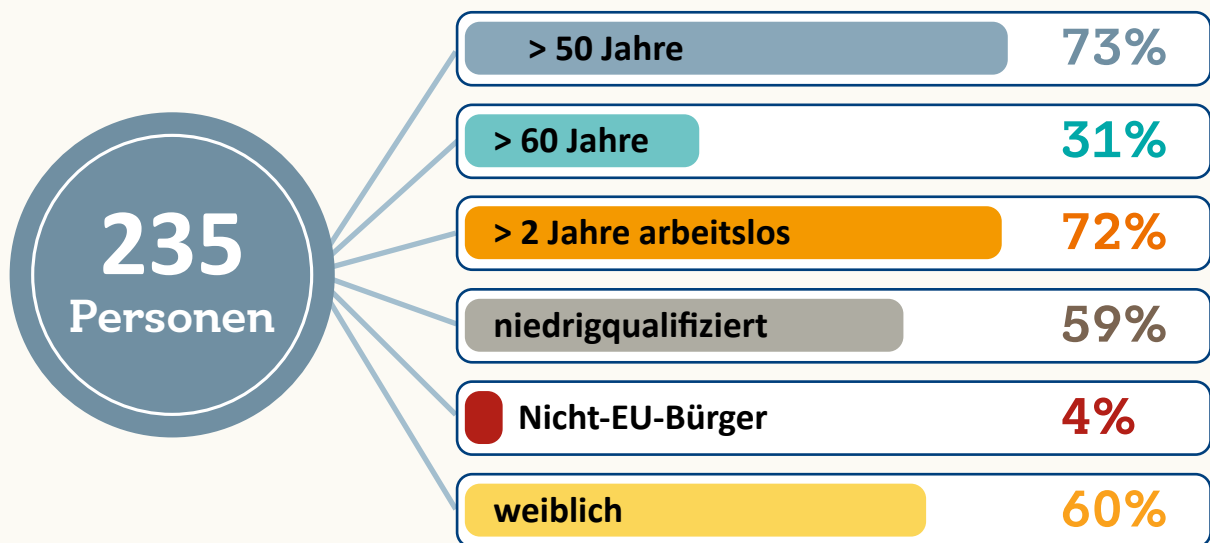 235
Personen
> 50 Jahre 73%
> 60 Jahre 31%
> 2 Jahre arbeitslos 72%
niedrigqualifiziert 59%
Nicht-EU-Bürger 4%
weiblich 60%